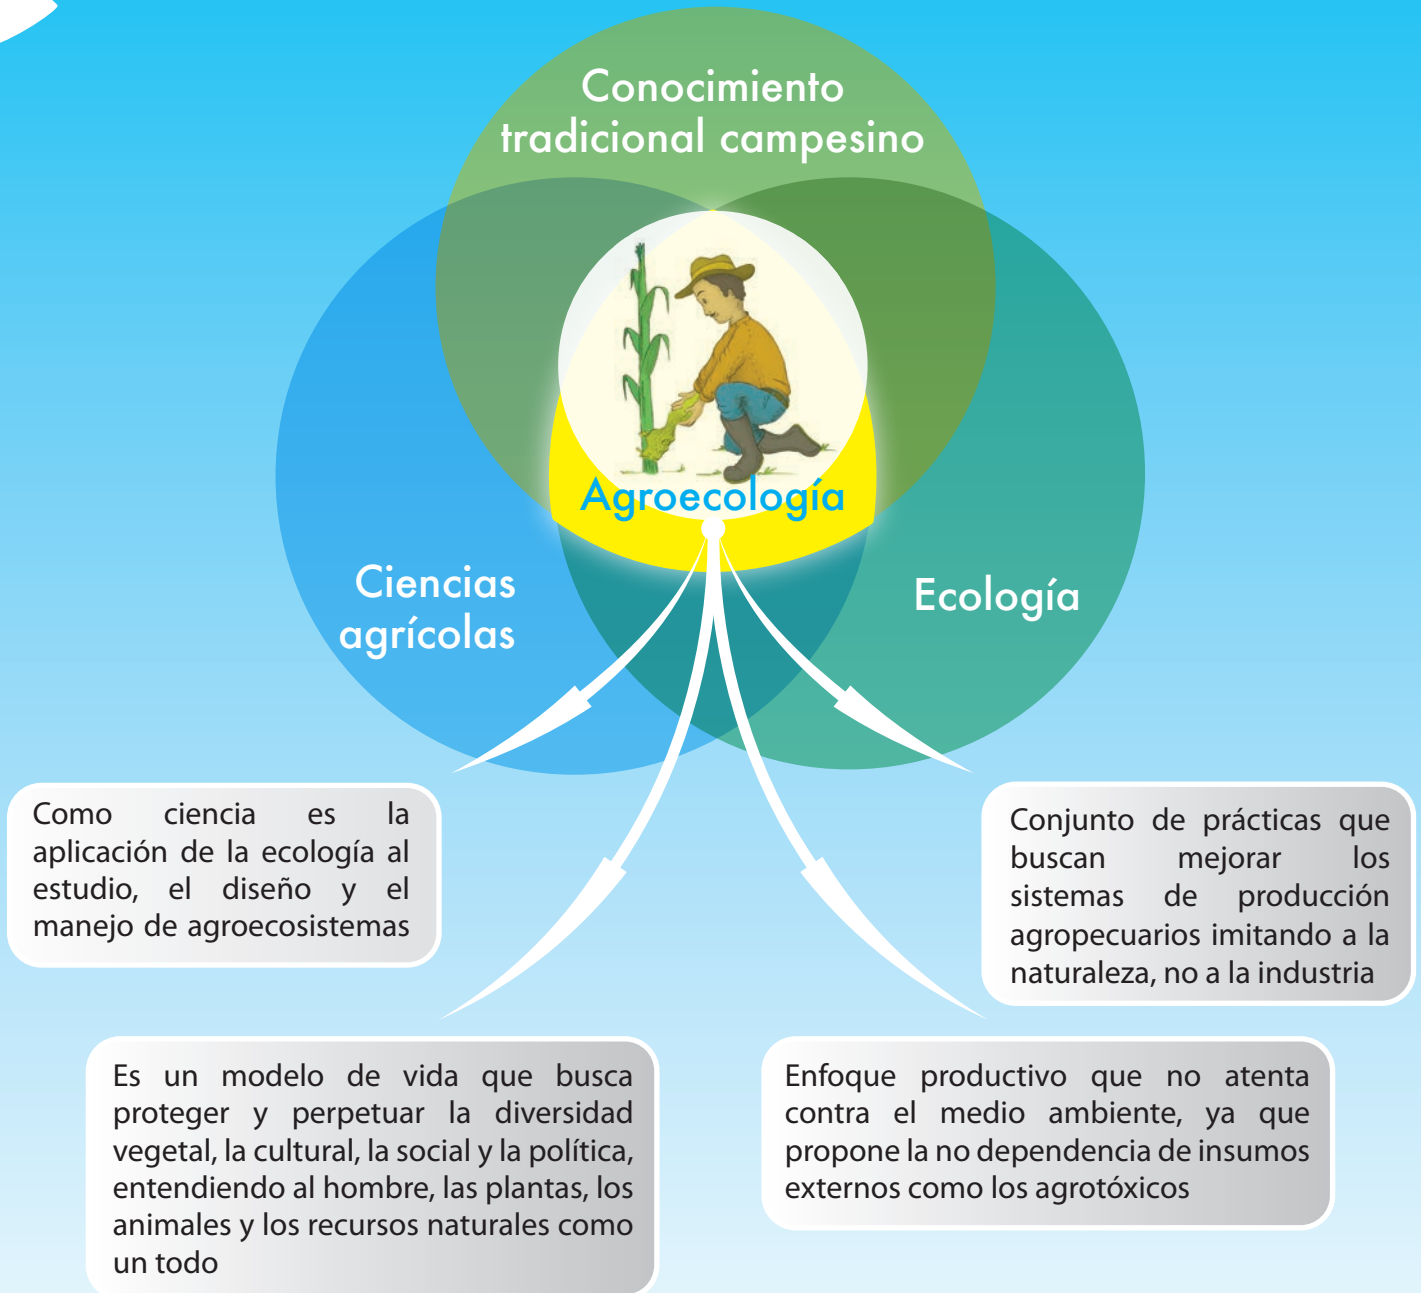 Conocimiento
tradicional campesino
Agroecología
Ciencias
agrícolas
Ecología
Como ciencia es la
aplicación de la ecología al
estudio, el diseño y el
manejo de agroecosistemas
Conjunto de prácticas que
buscan mejorar los
sistemas de producción
agropecuarios imitando a la
naturaleza, no a la industria
Es un modelo de vida que busca
proteger y perpetuar la diversidad
vegetal, la cultural, la social y la política,
entendiendo al hombre, las plantas, los
animales y los recursos naturales como
un todo
Enfoque productivo que no atenta
contra el medio ambiente, ya que
propone la no dependencia de insumos
externos como los agrotóxicos